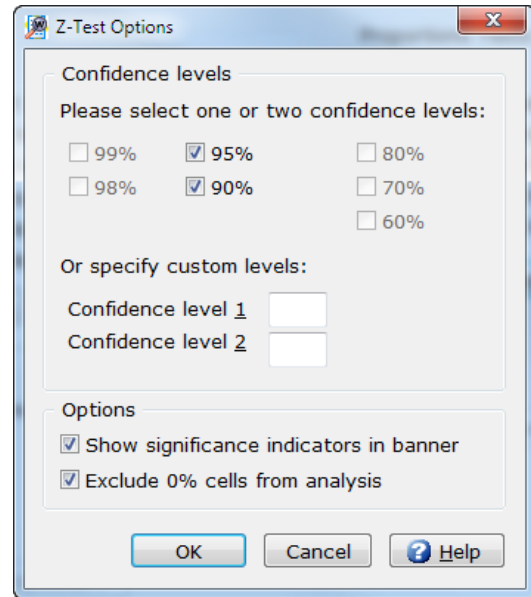 Z-Test Options
Confidence levels
Please select one or two confidence levels:
99% 95% 80%
98% 90% 70%
60%
Or specify custom levels:
Confidence level 1
Confidence level 2
Options
Show significance indicators in banner
Exclude 0% cells from analysis
OK Cancel Help